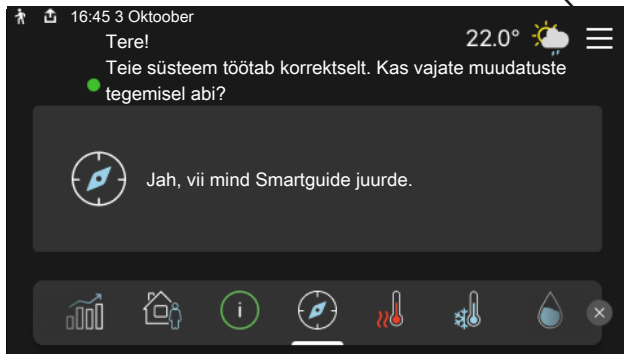 16:45 3 Oktoober
22.0°
Tere!
Teie süsteem töötab korrektselt. Kas vajate muudatuste
tegemisel abi?
Jah, vii mind Smartguide juurde.
i